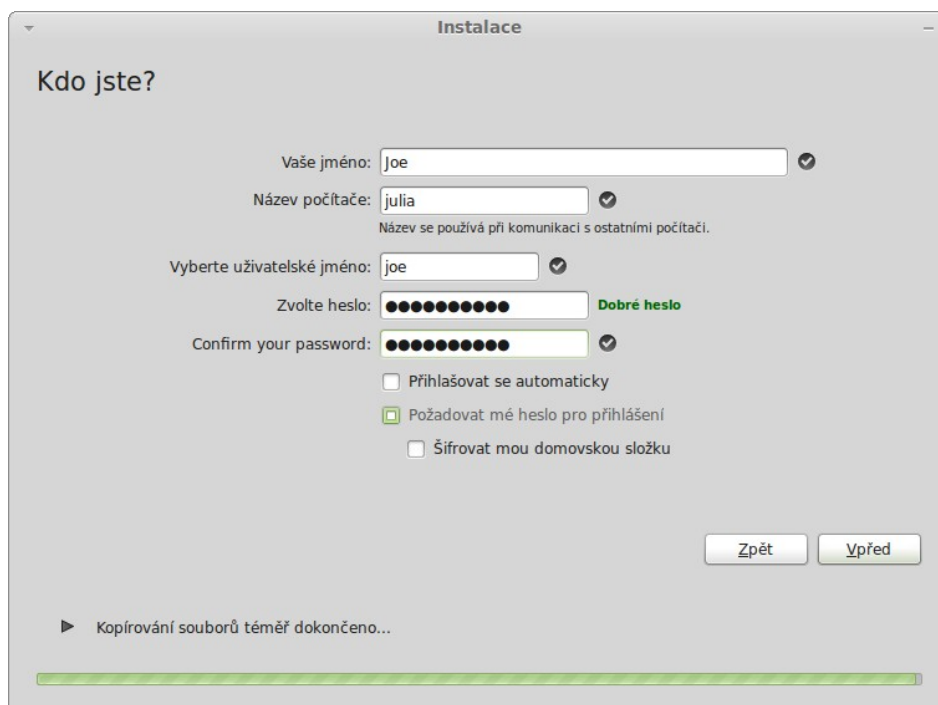 Instalace
Kdo jste?
Vaše jméno: Joe
Název počítače: julia
Název se používá při komunikaci s ostatními počítači.
Vyberte uživatelské jméno: joe
Zvolte heslo: ●●●●●●●●●● Dobré heslo
Confirm your password: ●●●●●●●●●●
Přihlašovat se automaticky
Požadovat mé heslo pro přihlášení
Šifrovat mou domovskou složku
Zpět Vpřed
Kopírování souborů téměř dokončeno...